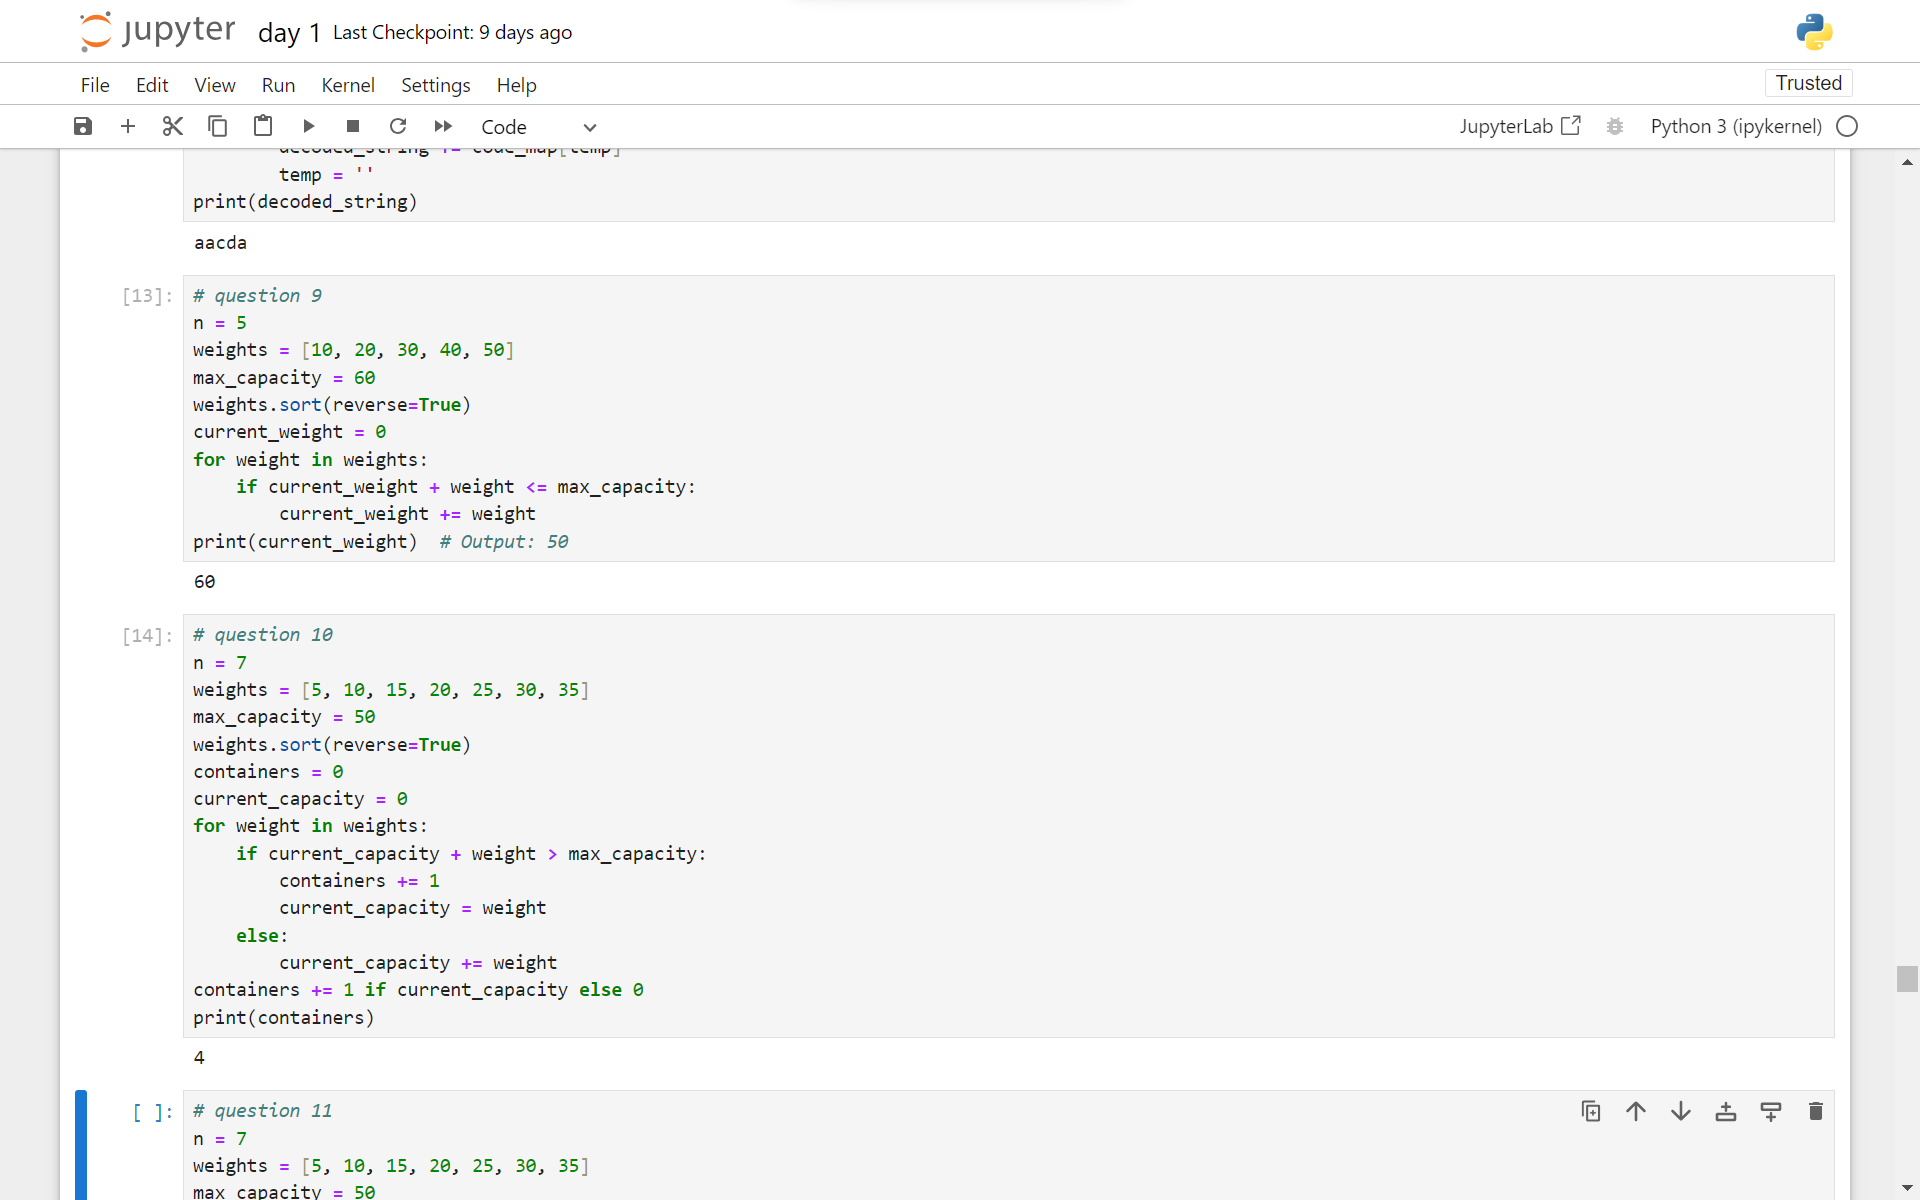 jupyter day 1 Last Checkpoint: 9 days ago
File Edit View Run Kernel Settings Help Trusted
Code JupyterLab Python 3 (ipykernel)
decoded_string += code_map[temp]
temp = ''
print(decoded_string)
aacda
[13]: # question 9
n = 5
weights = [10, 20, 30, 40, 50]
max_capacity = 60
weights.sort(reverse=True)
current_weight = 0
for weight in weights:
    if current_weight + weight <= max_capacity:
        current_weight += weight
print(current_weight)  # Output: 50
60
[14]: # question 10
n = 7
weights = [5, 10, 15, 20, 25, 30, 35]
max_capacity = 50
weights.sort(reverse=True)
containers = 0
current_capacity = 0
for weight in weights:
    if current_capacity + weight > max_capacity:
        containers += 1
        current_capacity = weight
    else:
        current_capacity += weight
containers += 1 if current_capacity else 0
print(containers)
4
[ ]: # question 11
n = 7
weights = [5, 10, 15, 20, 25, 30, 35]
max_capacity = 50